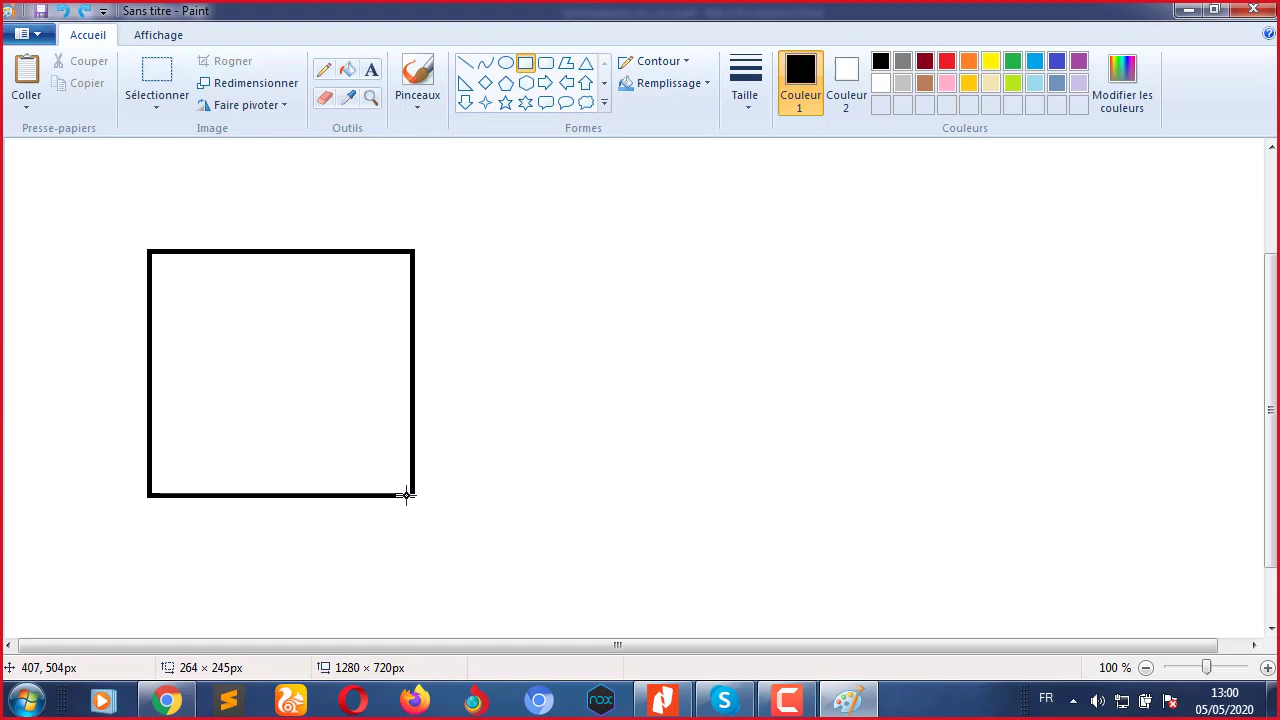 Sans titre - Paint
Accueil
Affichage
Coller
Couper
Copier
Presse-papiers
Sélectionner
Rogner
Redimensionner
Faire pivoter
Image
A
Outils
Pinceaux
Contour
Remplissage
Formes
Taille
Couleur
1
Couleur
2
Modifier les
couleurs
Couleurs
407, 504px
264 × 245px
1280 × 720px
100 %
nox
S
FR
13:00
05/05/2020